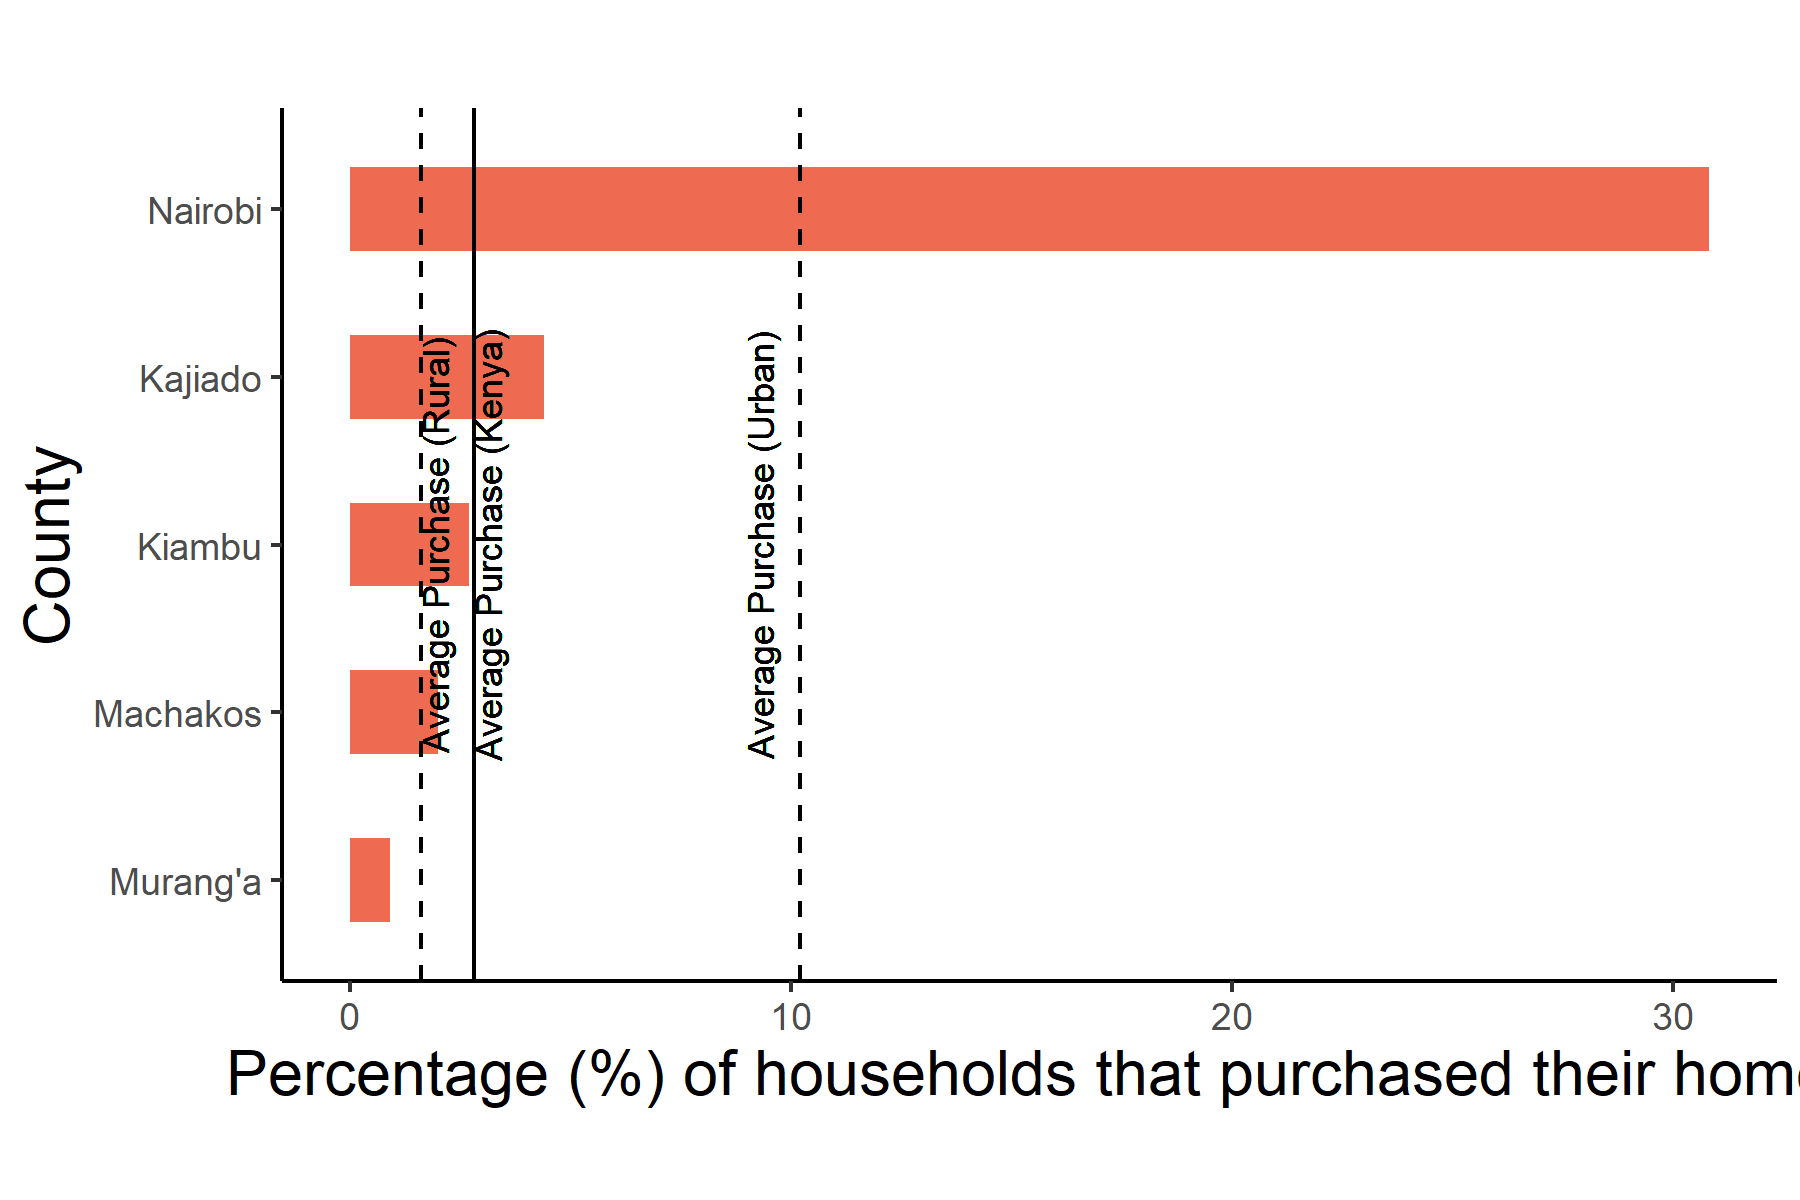 County
Nairobi
Kajiado
Kiambu
Machakos
Murang'a
Average Purchase (Rural)
Average Purchase (Kenya)
Average Purchase (Urban)
0 10 20 30
Percentage (%) of households that purchased their